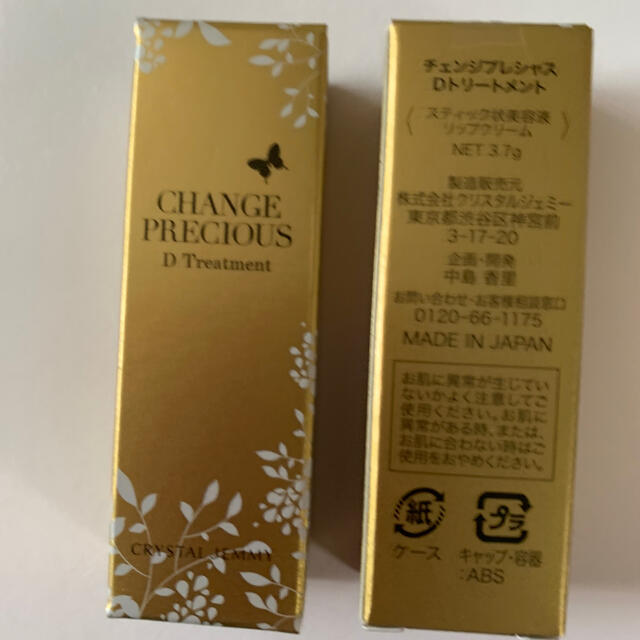 CHANGE
PRECIOUS
D Treatment
CRYSTAL JEMMY
チェンジプレシャス
Dトリートメント
スティック状美容液
リップクリーム
NET 3.7g
製造販売元
株式会社クリスタルジェミー
東京都渋谷区神宮前
3-17-20
企画・開発
中島 香里
お問い合わせ・お客様相談窓口
0120-66-1175
MADE IN JAPAN
お肌に異常が生じてい
ないかよく注意してご
使用ください。お肌に
異常がある時、または、
お肌に合わない時はご
使用をおやめください。
紙
プラ
ケース
キャップ・容器
:ABS